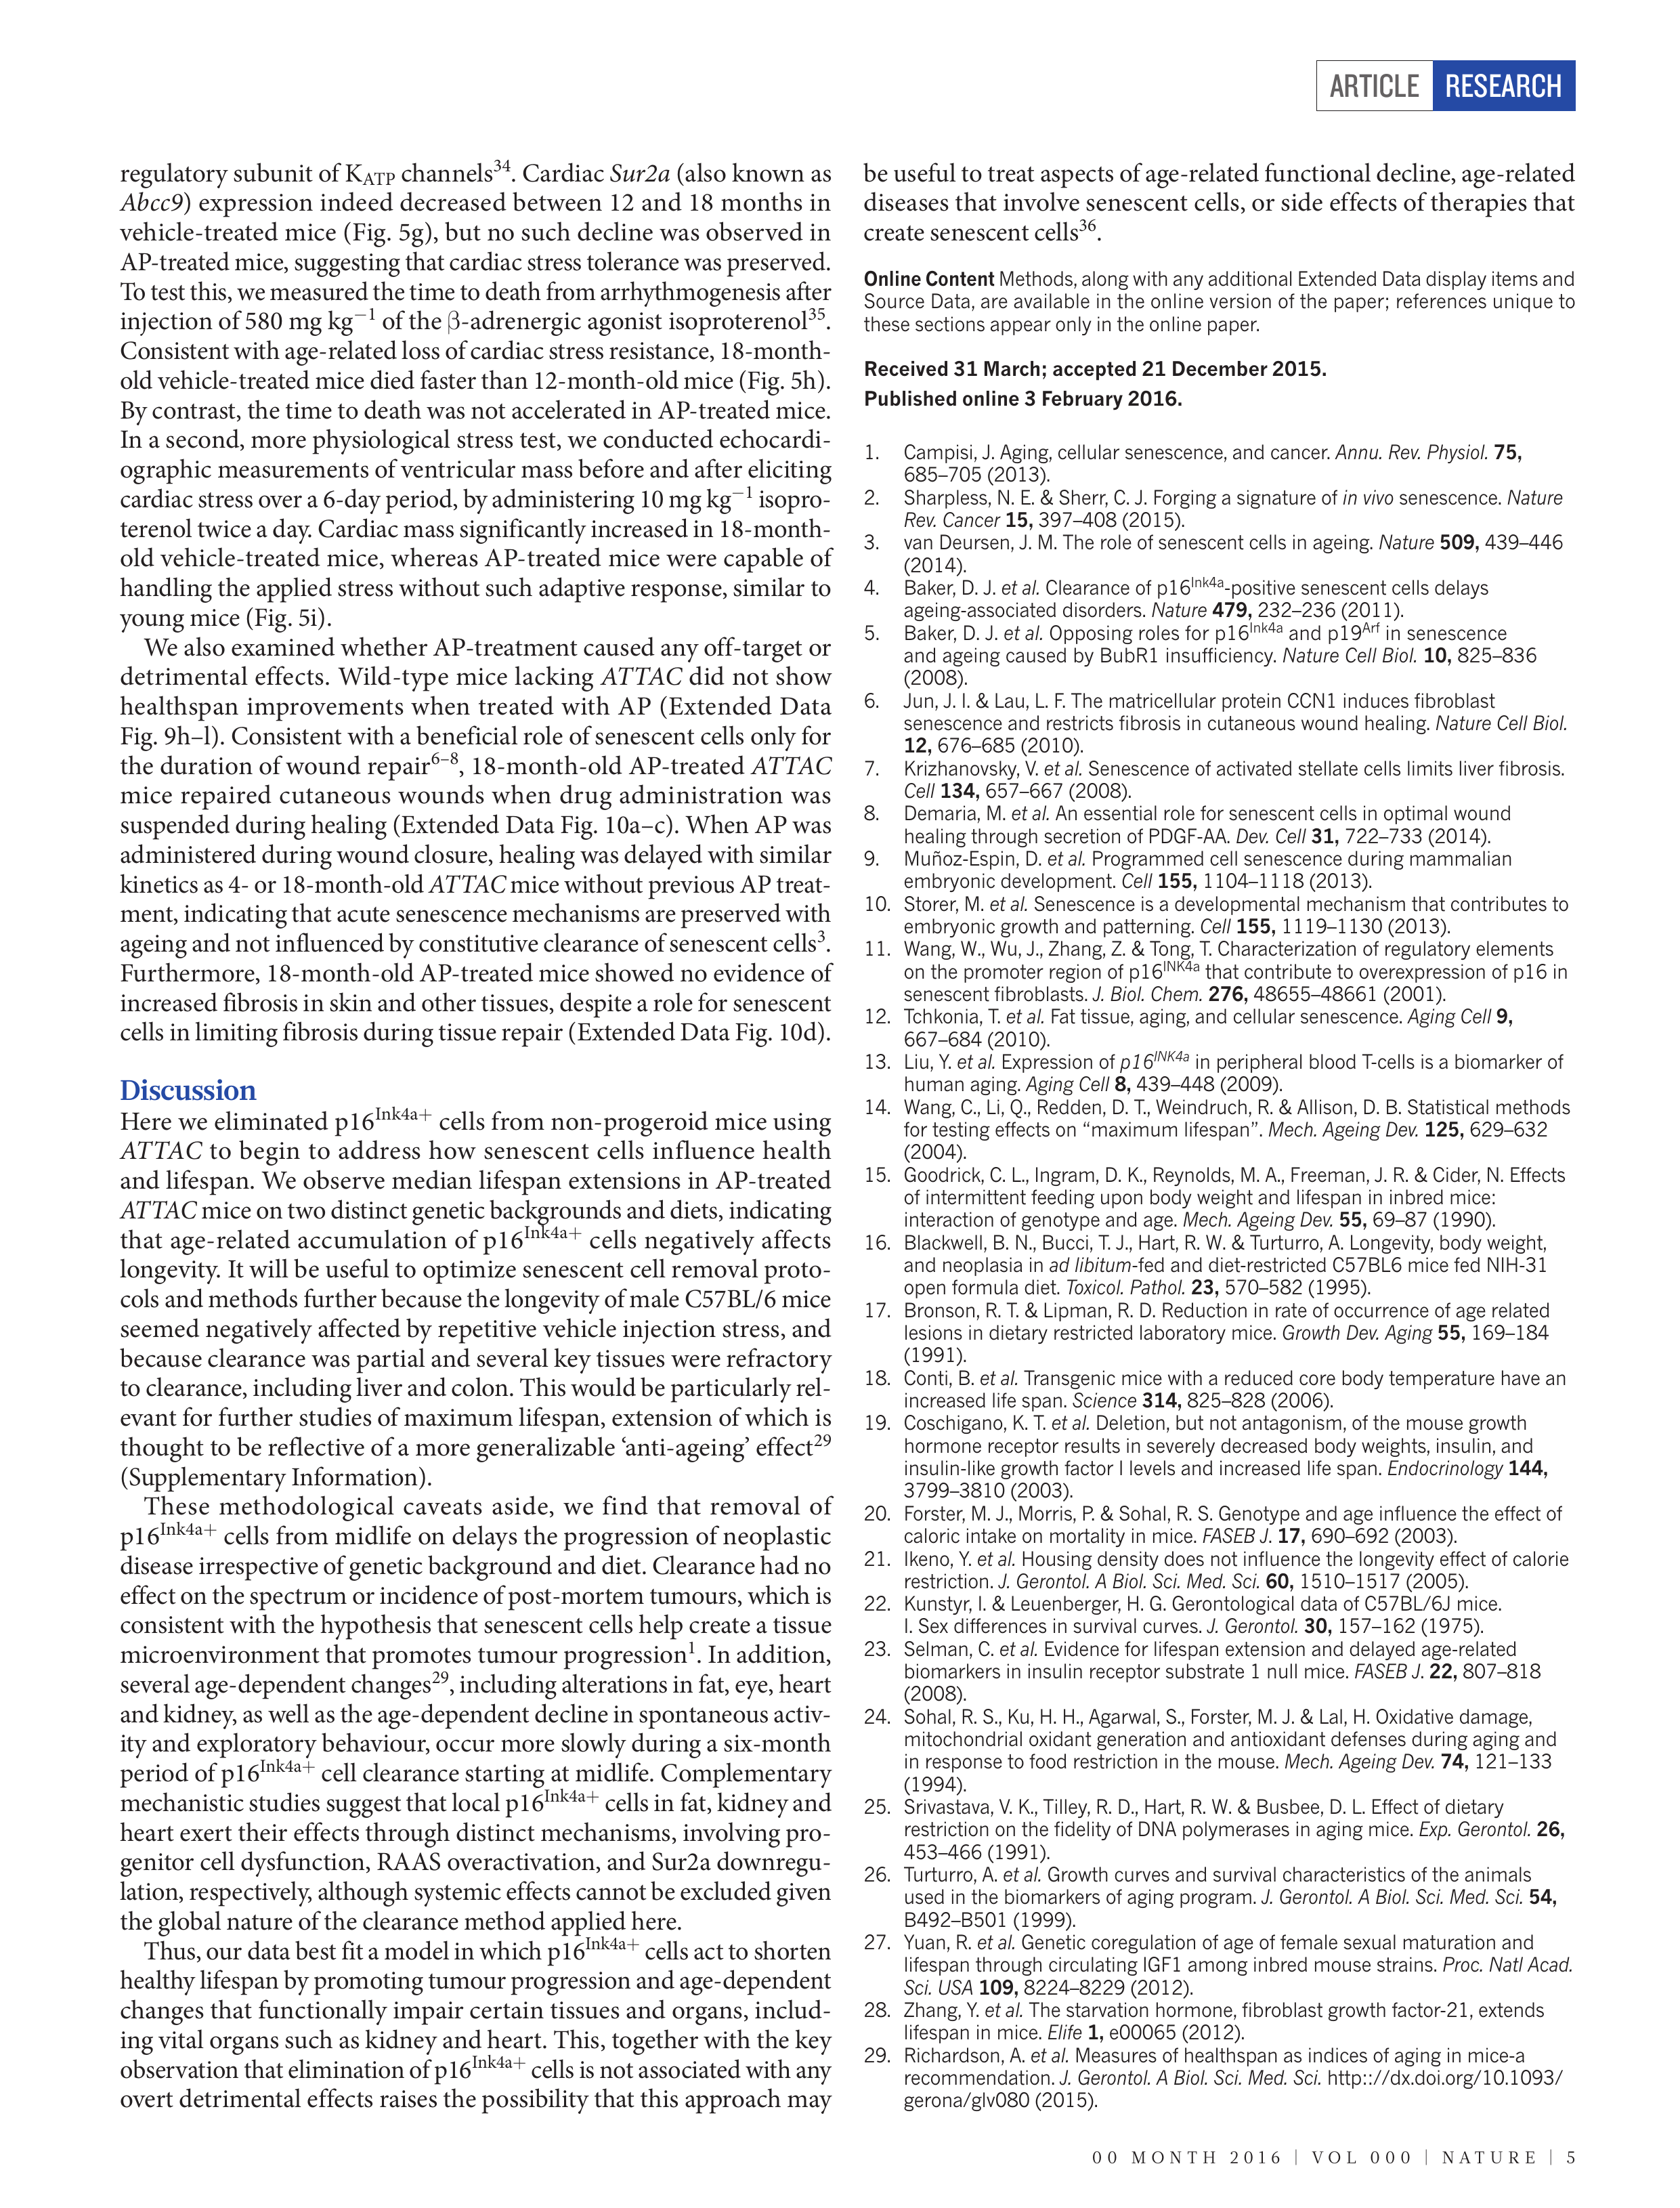 ARTICLE RESEARCH
regulatory subunit of KATP channels34. Cardiac Sur2a (also known as
Abcc9) expression indeed decreased between 12 and 18 months in
vehicle-treated mice (Fig. 5g), but no such decline was observed in
AP-treated mice, suggesting that cardiac stress tolerance was preserved.
To test this, we measured the time to death from arrhythmogenesis after
injection of 580 mg kg−1 of the β-adrenergic agonist isoproterenol35.
Consistent with age-related loss of cardiac stress resistance, 18-month-
old vehicle-treated mice died faster than 12-month-old mice (Fig. 5h).
By contrast, the time to death was not accelerated in AP-treated mice.
In a second, more physiological stress test, we conducted echocardi-
ographic measurements of ventricular mass before and after eliciting
cardiac stress over a 6-day period, by administering 10 mg kg−1 isopro-
terenol twice a day. Cardiac mass significantly increased in 18-month-
old vehicle-treated mice, whereas AP-treated mice were capable of
handling the applied stress without such adaptive response, similar to
young mice (Fig. 5i).
We also examined whether AP-treatment caused any off-target or
detrimental effects. Wild-type mice lacking ATTAC did not show
healthspan improvements when treated with AP (Extended Data
Fig. 9h–l). Consistent with a beneficial role of senescent cells only for
the duration of wound repair6–8, 18-month-old AP-treated ATTAC
mice repaired cutaneous wounds when drug administration was
suspended during healing (Extended Data Fig. 10a–c). When AP was
administered during wound closure, healing was delayed with similar
kinetics as 4- or 18-month-old ATTAC mice without previous AP treat-
ment, indicating that acute senescence mechanisms are preserved with
ageing and not influenced by constitutive clearance of senescent cells3.
Furthermore, 18-month-old AP-treated mice showed no evidence of
increased fibrosis in skin and other tissues, despite a role for senescent
cells in limiting fibrosis during tissue repair (Extended Data Fig. 10d).
Discussion
Here we eliminated p16Ink4a+ cells from non-progeroid mice using
ATTAC to begin to address how senescent cells influence health
and lifespan. We observe median lifespan extensions in AP-treated
ATTAC mice on two distinct genetic backgrounds and diets, indicating
that age-related accumulation of p16Ink4a+ cells negatively affects
longevity. It will be useful to optimize senescent cell removal proto-
cols and methods further because the longevity of male C57BL/6 mice
seemed negatively affected by repetitive vehicle injection stress, and
because clearance was partial and several key tissues were refractory
to clearance, including liver and colon. This would be particularly rel-
evant for further studies of maximum lifespan, extension of which is
thought to be reflective of a more generalizable ‘anti-ageing’ effect29
(Supplementary Information).
These methodological caveats aside, we find that removal of
p16Ink4a+ cells from midlife on delays the progression of neoplastic
disease irrespective of genetic background and diet. Clearance had no
effect on the spectrum or incidence of post-mortem tumours, which is
consistent with the hypothesis that senescent cells help create a tissue
microenvironment that promotes tumour progression1. In addition,
several age-dependent changes29, including alterations in fat, eye, heart
and kidney, as well as the age-dependent decline in spontaneous activ-
ity and exploratory behaviour, occur more slowly during a six-month
period of p16Ink4a+ cell clearance starting at midlife. Complementary
mechanistic studies suggest that local p16Ink4a+ cells in fat, kidney and
heart exert their effects through distinct mechanisms, involving pro-
genitor cell dysfunction, RAAS overactivation, and Sur2a downregu-
lation, respectively, although systemic effects cannot be excluded given
the global nature of the clearance method applied here.
Thus, our data best fit a model in which p16Ink4a+ cells act to shorten
healthy lifespan by promoting tumour progression and age-dependent
changes that functionally impair certain tissues and organs, includ-
ing vital organs such as kidney and heart. This, together with the key
observation that elimination of p16Ink4a+ cells is not associated with any
overt detrimental effects raises the possibility that this approach may
be useful to treat aspects of age-related functional decline, age-related
diseases that involve senescent cells, or side effects of therapies that
create senescent cells36.
Online Content Methods, along with any additional Extended Data display items and
Source Data, are available in the online version of the paper; references unique to
these sections appear only in the online paper.
Received 31 March; accepted 21 December 2015.
Published online 3 February 2016.
1. Campisi, J. Aging, cellular senescence, and cancer. Annu. Rev. Physiol. 75,
685–705 (2013).
2. Sharpless, N. E. & Sherr, C. J. Forging a signature of in vivo senescence. Nature
Rev. Cancer 15, 397–408 (2015).
3. van Deursen, J. M. The role of senescent cells in ageing. Nature 509, 439–446
(2014).
4. Baker, D. J. et al. Clearance of p16Ink4a-positive senescent cells delays
ageing-associated disorders. Nature 479, 232–236 (2011).
5. Baker, D. J. et al. Opposing roles for p16Ink4a and p19Arf in senescence
and ageing caused by BubR1 insufficiency. Nature Cell Biol. 10, 825–836
(2008).
6. Jun, J. I. & Lau, L. F. The matricellular protein CCN1 induces fibroblast
senescence and restricts fibrosis in cutaneous wound healing. Nature Cell Biol.
12, 676–685 (2010).
7. Krizhanovsky, V. et al. Senescence of activated stellate cells limits liver fibrosis.
Cell 134, 657–667 (2008).
8. Demaria, M. et al. An essential role for senescent cells in optimal wound
healing through secretion of PDGF-AA. Dev. Cell 31, 722–733 (2014).
9. Muñoz-Espin, D. et al. Programmed cell senescence during mammalian
embryonic development. Cell 155, 1104–1118 (2013).
10. Storer, M. et al. Senescence is a developmental mechanism that contributes to
embryonic growth and patterning. Cell 155, 1119–1130 (2013).
11. Wang, W., Wu, J., Zhang, Z. & Tong, T. Characterization of regulatory elements
on the promoter region of p16INK4a that contribute to overexpression of p16 in
senescent fibroblasts. J. Biol. Chem. 276, 48655–48661 (2001).
12. Tchkonia, T. et al. Fat tissue, aging, and cellular senescence. Aging Cell 9,
667–684 (2010).
13. Liu, Y. et al. Expression of p16INK4a in peripheral blood T-cells is a biomarker of
human aging. Aging Cell 8, 439–448 (2009).
14. Wang, C., Li, Q., Redden, D. T., Weindruch, R. & Allison, D. B. Statistical methods
for testing effects on “maximum lifespan”. Mech. Ageing Dev. 125, 629–632
(2004).
15. Goodrick, C. L., Ingram, D. K., Reynolds, M. A., Freeman, J. R. & Cider, N. Effects
of intermittent feeding upon body weight and lifespan in inbred mice:
interaction of genotype and age. Mech. Ageing Dev. 55, 69–87 (1990).
16. Blackwell, B. N., Bucci, T. J., Hart, R. W. & Turturro, A. Longevity, body weight,
and neoplasia in ad libitum-fed and diet-restricted C57BL6 mice fed NIH-31
open formula diet. Toxicol. Pathol. 23, 570–582 (1995).
17. Bronson, R. T. & Lipman, R. D. Reduction in rate of occurrence of age related
lesions in dietary restricted laboratory mice. Growth Dev. Aging 55, 169–184
(1991).
18. Conti, B. et al. Transgenic mice with a reduced core body temperature have an
increased life span. Science 314, 825–828 (2006).
19. Coschigano, K. T. et al. Deletion, but not antagonism, of the mouse growth
hormone receptor results in severely decreased body weights, insulin, and
insulin-like growth factor I levels and increased life span. Endocrinology 144,
3799–3810 (2003).
20. Forster, M. J., Morris, P. & Sohal, R. S. Genotype and age influence the effect of
caloric intake on mortality in mice. FASEB J. 17, 690–692 (2003).
21. Ikeno, Y. et al. Housing density does not influence the longevity effect of calorie
restriction. J. Gerontol. A Biol. Sci. Med. Sci. 60, 1510–1517 (2005).
22. Kunstyr, I. & Leuenberger, H. G. Gerontological data of C57BL/6J mice.
I. Sex differences in survival curves. J. Gerontol. 30, 157–162 (1975).
23. Selman, C. et al. Evidence for lifespan extension and delayed age-related
biomarkers in insulin receptor substrate 1 null mice. FASEB J. 22, 807–818
(2008).
24. Sohal, R. S., Ku, H. H., Agarwal, S., Forster, M. J. & Lal, H. Oxidative damage,
mitochondrial oxidant generation and antioxidant defenses during aging and
in response to food restriction in the mouse. Mech. Ageing Dev. 74, 121–133
(1994).
25. Srivastava, V. K., Tilley, R. D., Hart, R. W. & Busbee, D. L. Effect of dietary
restriction on the fidelity of DNA polymerases in aging mice. Exp. Gerontol. 26,
453–466 (1991).
26. Turturro, A. et al. Growth curves and survival characteristics of the animals
used in the biomarkers of aging program. J. Gerontol. A Biol. Sci. Med. Sci. 54,
B492–B501 (1999).
27. Yuan, R. et al. Genetic coregulation of age of female sexual maturation and
lifespan through circulating IGF1 among inbred mouse strains. Proc. Natl Acad.
Sci. USA 109, 8224–8229 (2012).
28. Zhang, Y. et al. The starvation hormone, fibroblast growth factor-21, extends
lifespan in mice. Elife 1, e00065 (2012).
29. Richardson, A. et al. Measures of healthspan as indices of aging in mice-a
recommendation. J. Gerontol. A Biol. Sci. Med. Sci. http:://dx.doi.org/10.1093/
gerona/glv080 (2015).
00 MONTH 2016 | VOL 000 | NATURE | 5